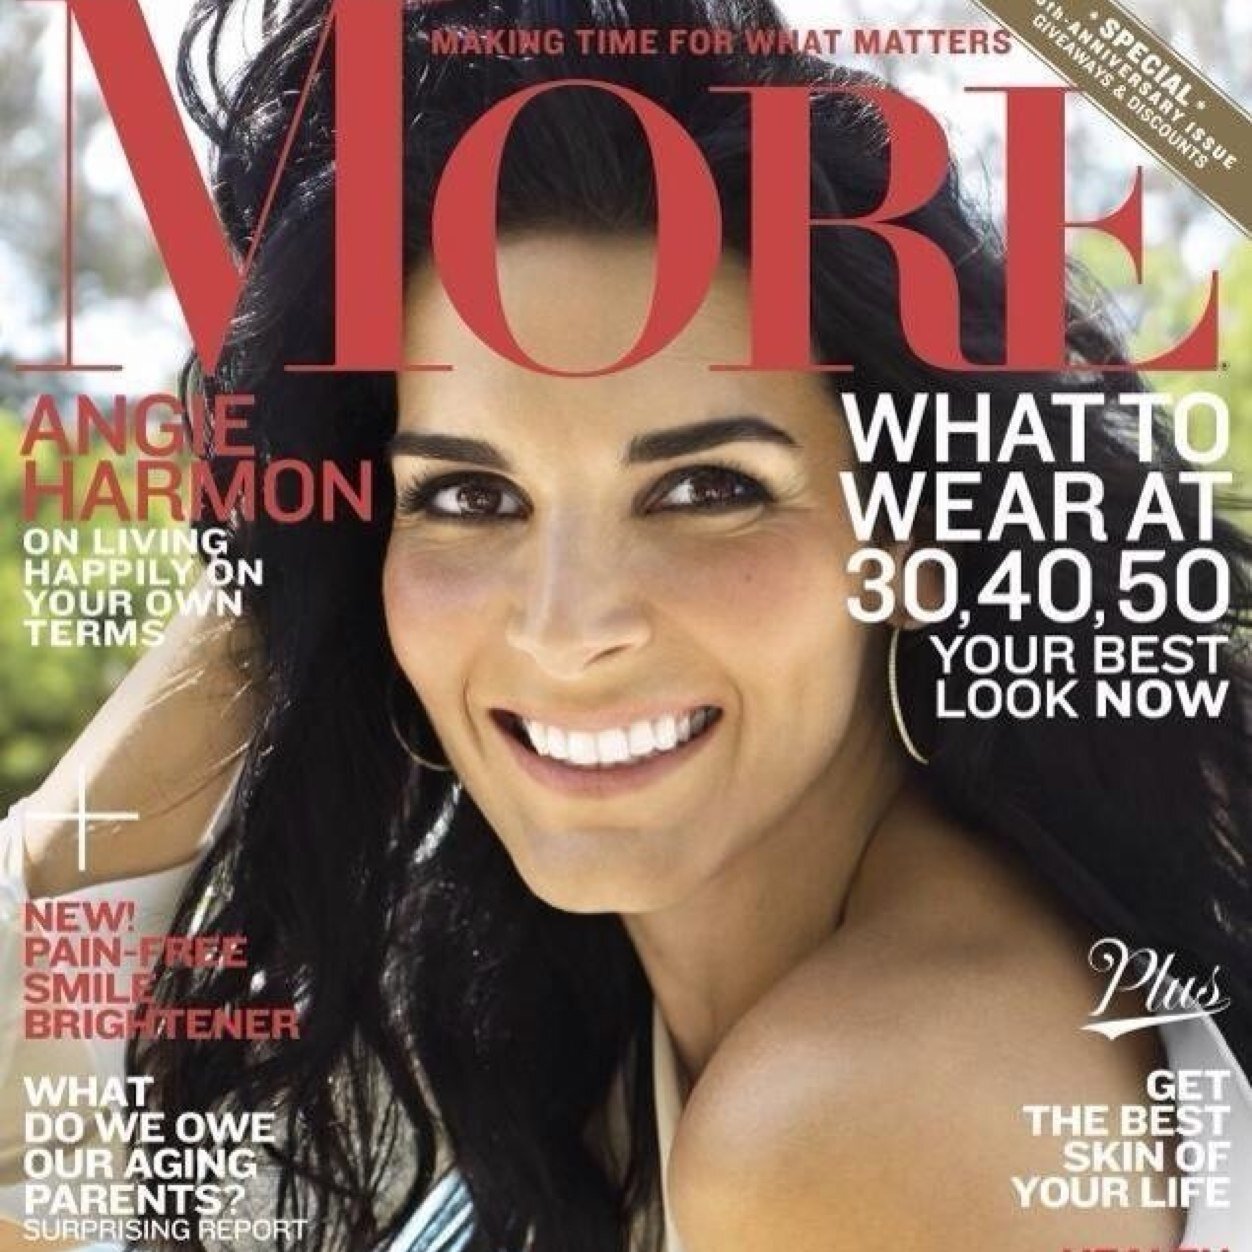 MAKING TIME FOR WHAT MATTERS
MORE
SPECIAL
ANNIVERSARY ISSUE
GIVEAWAYS & DISCOUNTS
ANGIE
HARMON
ON LIVING
HAPPILY ON
YOUR OWN
TERMS
WHAT TO
WEAR AT
30,40,50
YOUR BEST
LOOK NOW
+
NEW!
PAIN-FREE
SMILE
BRIGHTENER
WHAT
DO WE OWE
OUR AGING
PARENTS?
SURPRISING REPORT
Plus
GET
THE BEST
SKIN OF
YOUR LIFE